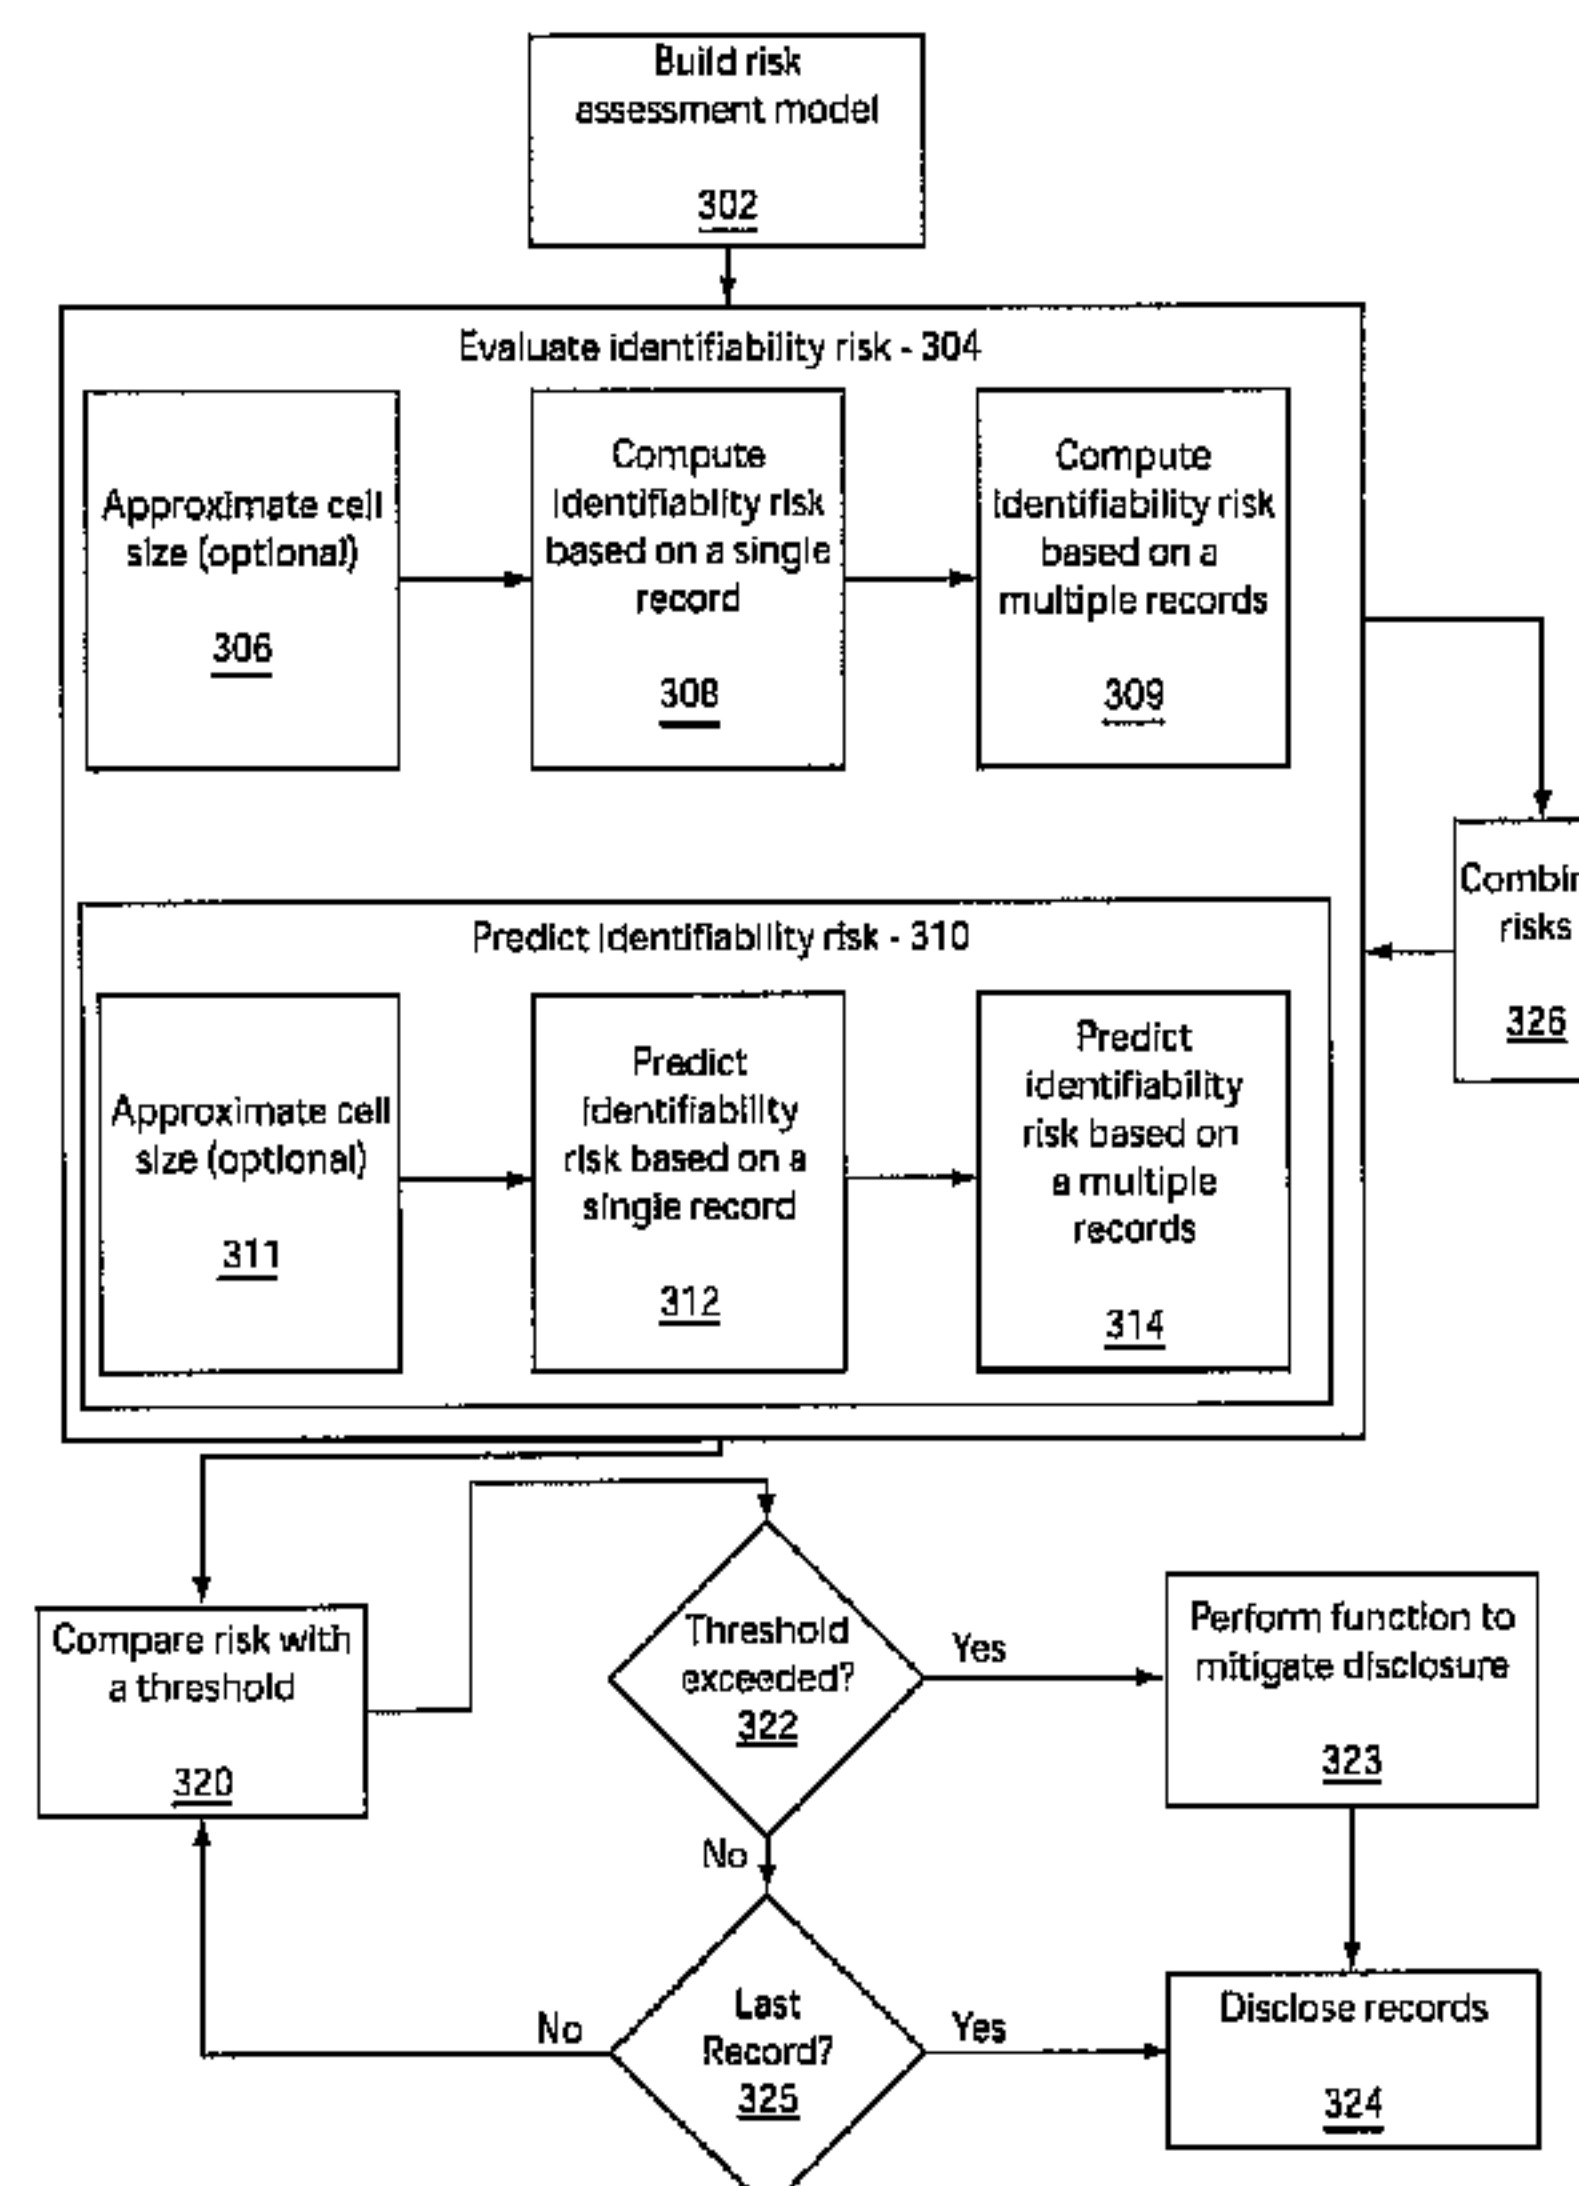 Build risk
assessment model
302
Evaluate identifiability risk - 304
Approximate cell
size (optional)
306
Compute
identifiability risk
based on a single
record
308
Compute
identifiability risk
based on a
multiple records
309
Combin
risks
326
Predict identifiability risk - 310
Approximate cell
size (optional)
311
Predict
identifiability
risk based on a
single record
312
Predict
identifiability
risk based on
a multiple
records
314
Compare risk with
a threshold
320
Threshold
exceeded?
322
Yes
No
Perform function to
mitigate disclosure
323
Last
Record?
325
No
Yes
Disclose records
324